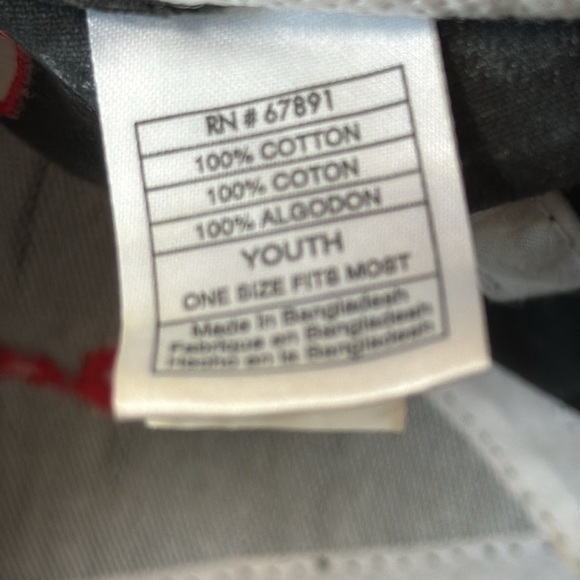 RN # 67891
100% COTTON
100% COTON
100% ALGODON
YOUTH
ONE SIZE FITS MOST
Made in Bangladesh
Fabrique en Bangladesh
Hecho en le Bangladesh